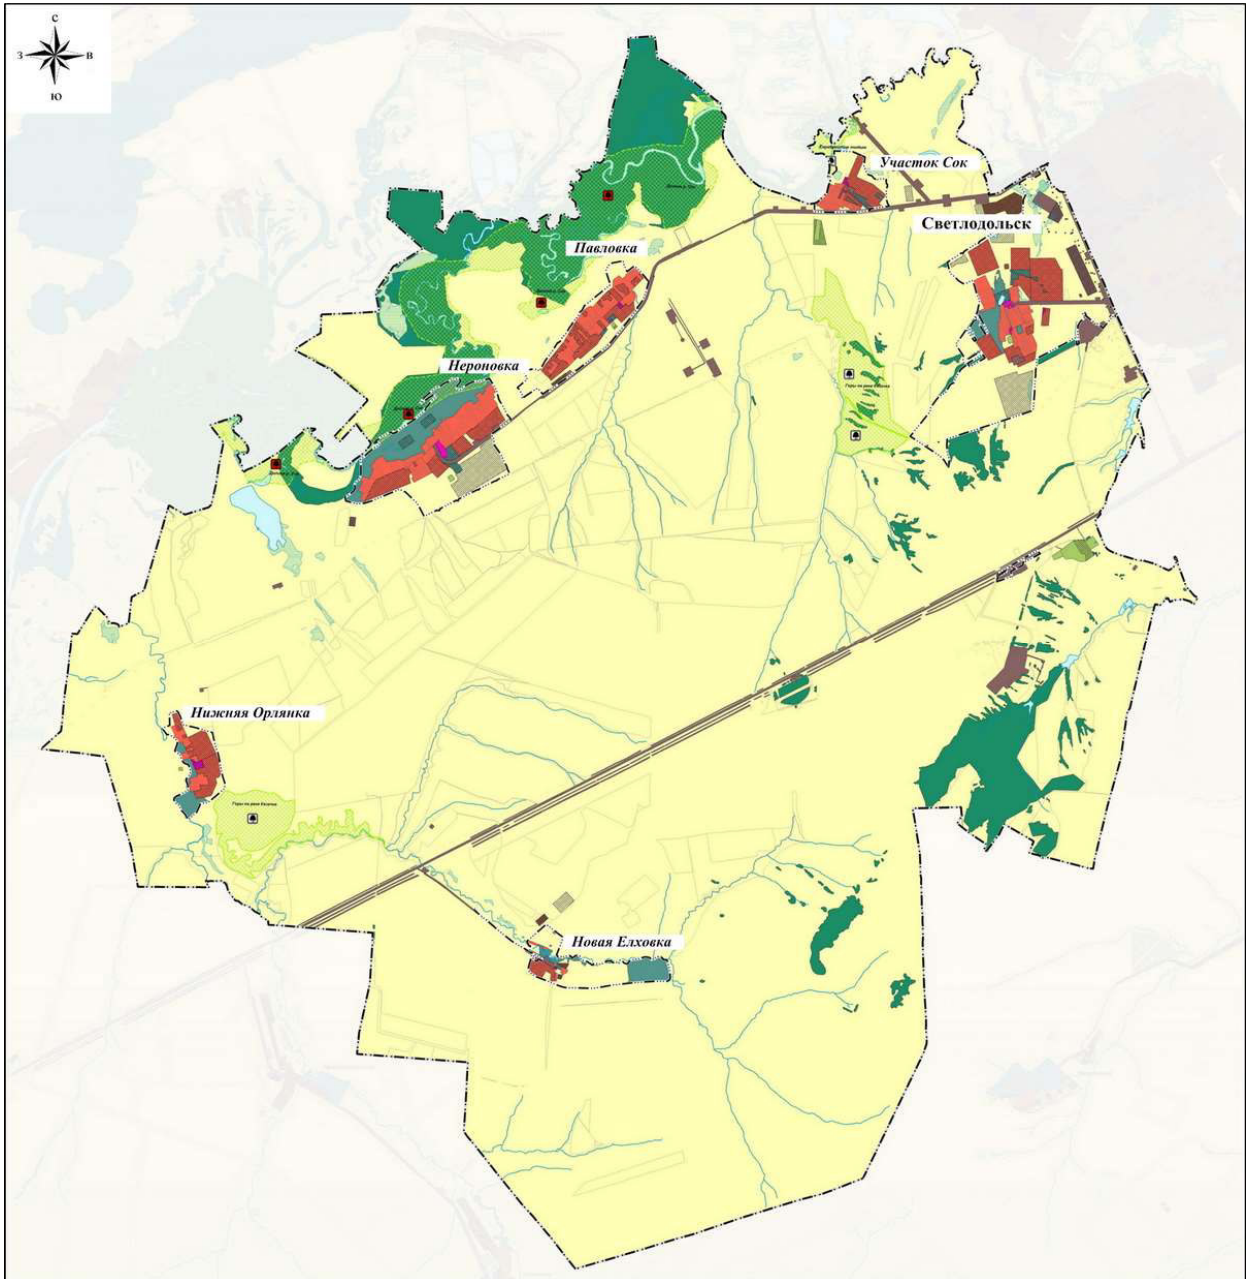 С
З В
Ю
Участок Сок
Светлодольск
Павловка
Нероновка
Нижняя Орлянка
Новая Елховка